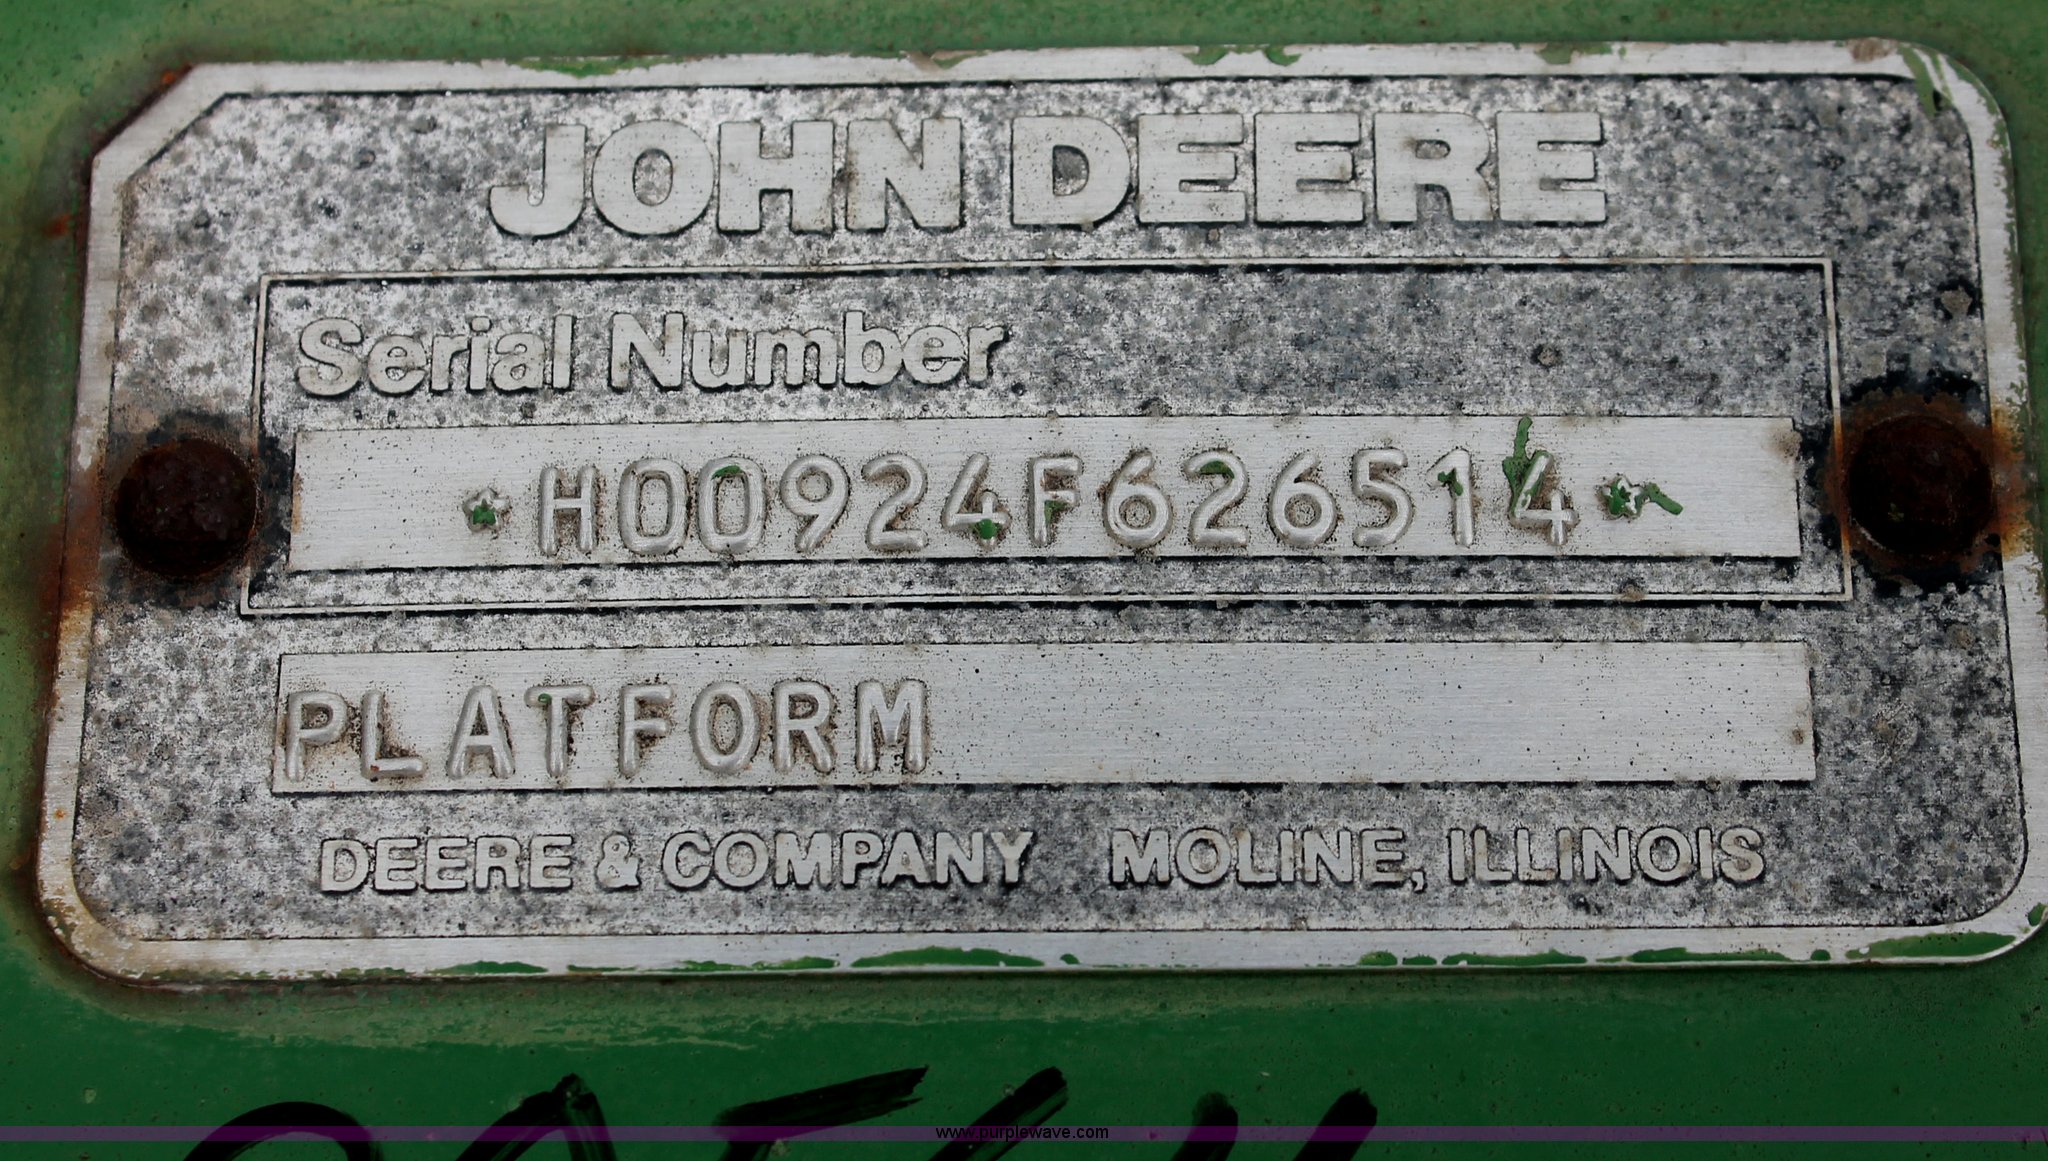 JOHN DEERE
Serial Number
*H00924F626514*
PLATFORM
DEERE & COMPANY MOLINE, ILLINOIS
www.purplewave.com